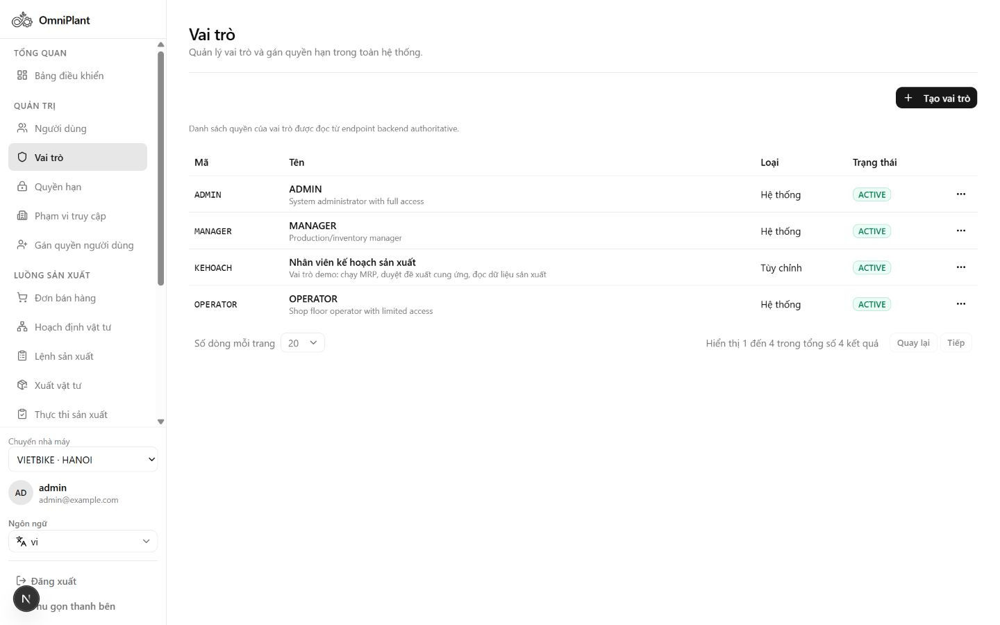 OmniPlant
TỔNG QUAN
Bảng điều khiển
QUẢN TRỊ
Người dùng
Vai trò
Quyền hạn
Phạm vi truy cập
Gán quyền người dùng
LUỒNG SẢN XUẤT
Đơn bán hàng
Hoạch định vật tư
Lệnh sản xuất
Xuất vật tư
Thực thi sản xuất
Chuyển nhà máy
VIETBIKE · HANOI
AD
admin
admin@example.com
Ngôn ngữ
vi
Đăng xuất
N
hu gọn thanh bên
Vai trò
Quản lý vai trò và gán quyền hạn trong toàn hệ thống.
+ Tạo vai trò
Danh sách quyền của vai trò được đọc từ endpoint backend authoritative.
Mã Tên Loại Trạng thái
ADMIN ADMIN Hệ thống ACTIVE ···
System administrator with full access
MANAGER MANAGER Hệ thống ACTIVE ···
Production/inventory manager
KEHOACH Nhân viên kế hoạch sản xuất Tùy chỉnh ACTIVE ···
Vai trò demo: chạy MRP, duyệt đề xuất cung ứng, đọc dữ liệu sản xuất
OPERATOR OPERATOR Hệ thống ACTIVE ···
Shop floor operator with limited access
Số dòng mỗi trang 20 Hiển thị 1 đến 4 trong tổng số 4 kết quả Quay lại Tiếp